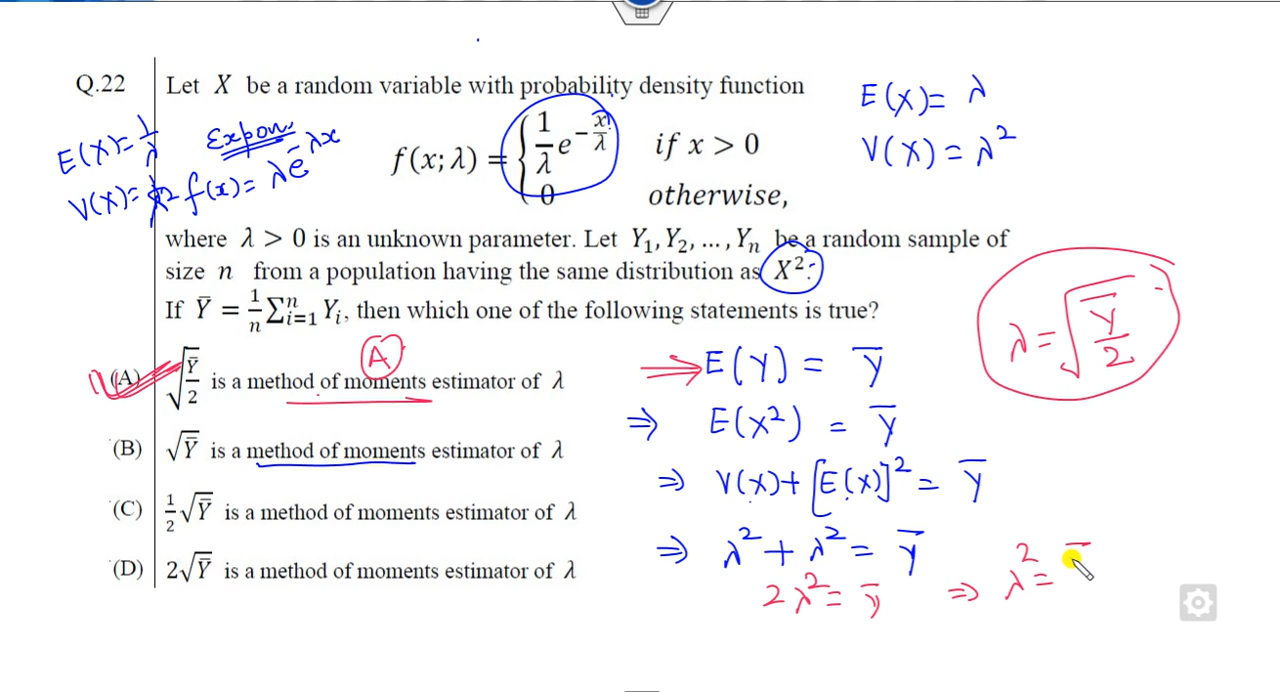 Q.22 Let X be a random variable with probability density function
E(X) = λ
V(X) = λ²
E(X) = 1/λ
V(X) = 1/λ²
Expon
f(x) = λe^-λx
f(x; λ) = { 1/λ e^(-x/λ) if x > 0
0 otherwise,
where λ > 0 is an unknown parameter. Let Y₁, Y₂, …, Yₙ be a random sample of
size n from a population having the same distribution as X².
If Ȳ = 1/n Σⁿᵢ₌₁ Yᵢ, then which one of the following statements is true?
λ = √(Ȳ/2)
A
(A) √(Ȳ/2) is a method of moments estimator of λ
(B) √Ȳ is a method of moments estimator of λ
(C) 1/2 √Ȳ is a method of moments estimator of λ
(D) 2√Ȳ is a method of moments estimator of λ
→ E(Y) = Ȳ
⇒ E(X²) = Ȳ
⇒ V(X) + [E(X)]² = Ȳ
⇒ λ² + λ² = Ȳ
2λ² = Ȳ ⇒ λ² =